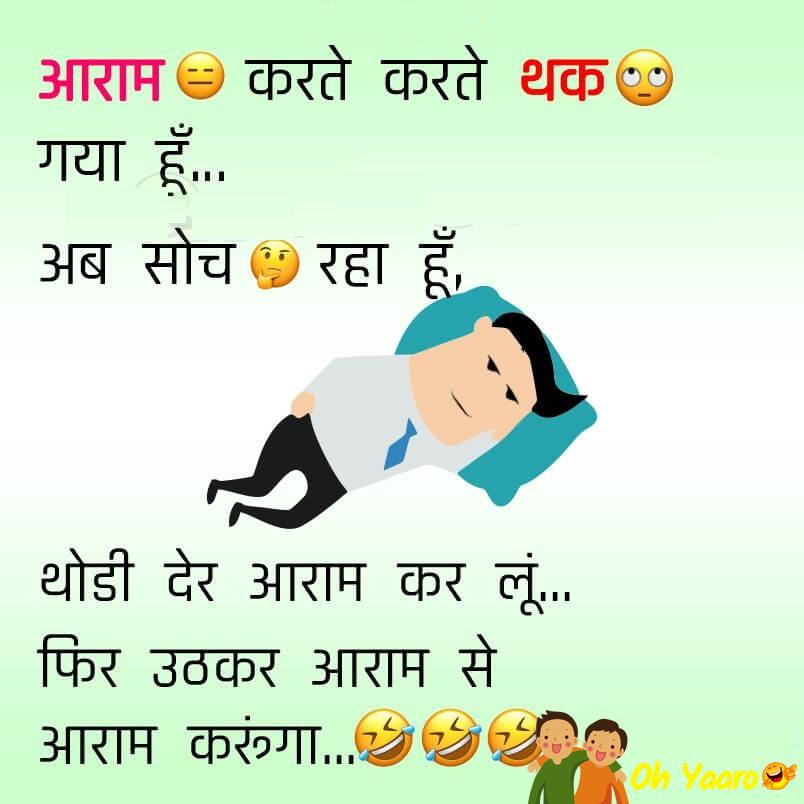 आराम😑 करते करते थक🙄
गया हूँ...
अब सोच🤔 रहा हूँ,
थोडी देर आराम कर लूं...
फिर उठकर आराम से
आराम करूंगा...🤣🤣🤣
Oh Yaaro